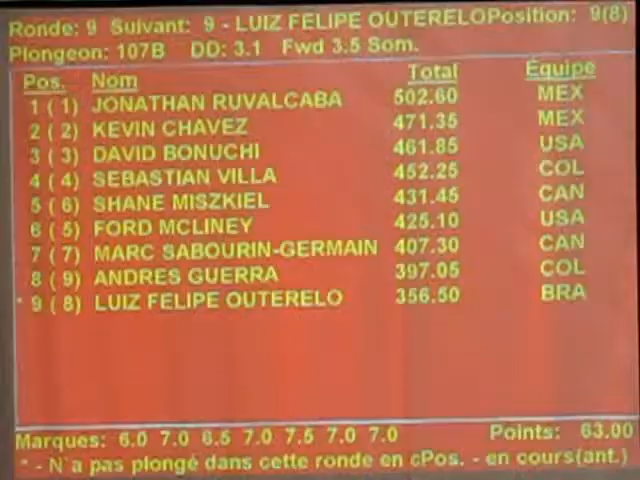 Ronde: 9 Suivant: 9 - LUIZ FELIPE OUTERELOPosition: 9(8)
Plongeon: 107B DD: 3.1 Fwd 3.5 Som.
Pos. Nom Total Équipe
1 ( 1) JONATHAN RUVALCABA 502.60 MEX
2 ( 2) KEVIN CHAVEZ 471.35 MEX
3 ( 3) DAVID BONUCHI 461.85 USA
4 ( 4) SEBASTIAN VILLA 452.25 COL
5 ( 6) SHANE MISZKIEL 431.45 CAN
6 ( 5) FORD MCLINEY 425.10 USA
7 ( 7) MARC SABOURIN-GERMAIN 407.30 CAN
8 ( 9) ANDRES GUERRA 397.05 COL
* 9 ( 8) LUIZ FELIPE OUTERELO 356.50 BRA
Marques: 6.0 7.0 6.5 7.0 7.5 7.0 7.0 Points: 63.00
* - N'a pas plongé dans cette ronde en cPos. - en cours(ant.)